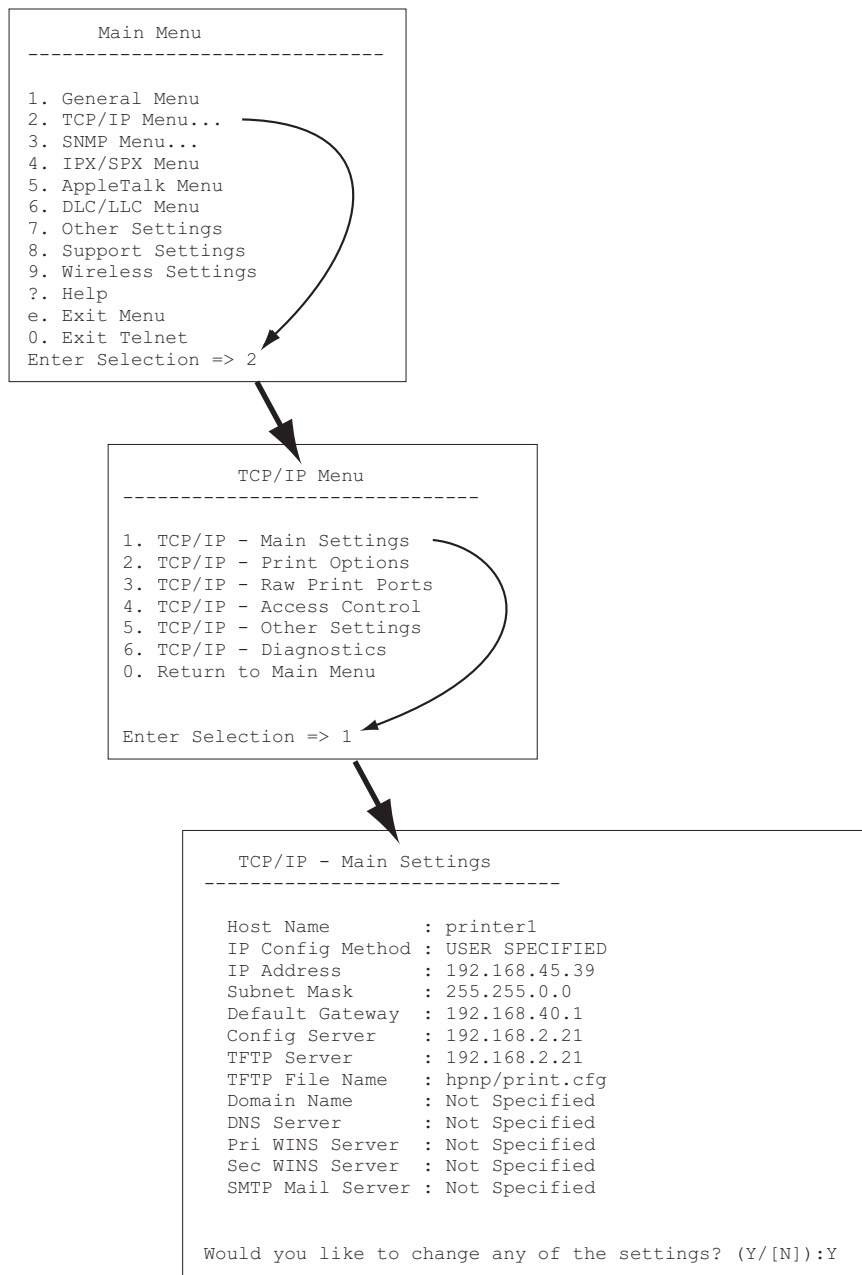 Main Menu
-------------------------------
1. General Menu
2. TCP/IP Menu...
3. SNMP Menu...
4. IPX/SPX Menu
5. AppleTalk Menu
6. DLC/LLC Menu
7. Other Settings
8. Support Settings
9. Wireless Settings
?. Help
e. Exit Menu
0. Exit Telnet
Enter Selection => 2
TCP/IP Menu
-------------------------------
1. TCP/IP - Main Settings
2. TCP/IP - Print Options
3. TCP/IP - Raw Print Ports
4. TCP/IP - Access Control
5. TCP/IP - Other Settings
6. TCP/IP - Diagnostics
0. Return to Main Menu
Enter Selection => 1
TCP/IP - Main Settings
-------------------------------
Host Name : printer1
IP Config Method : USER SPECIFIED
IP Address : 192.168.45.39
Subnet Mask : 255.255.0.0
Default Gateway : 192.168.40.1
Config Server : 192.168.2.21
TFTP Server : 192.168.2.21
TFTP File Name : hpnp/print.cfg
Domain Name : Not Specified
DNS Server : Not Specified
Pri WINS Server : Not Specified
Sec WINS Server : Not Specified
SMTP Mail Server : Not Specified
Would you like to change any of the settings? (Y/[N]):Y